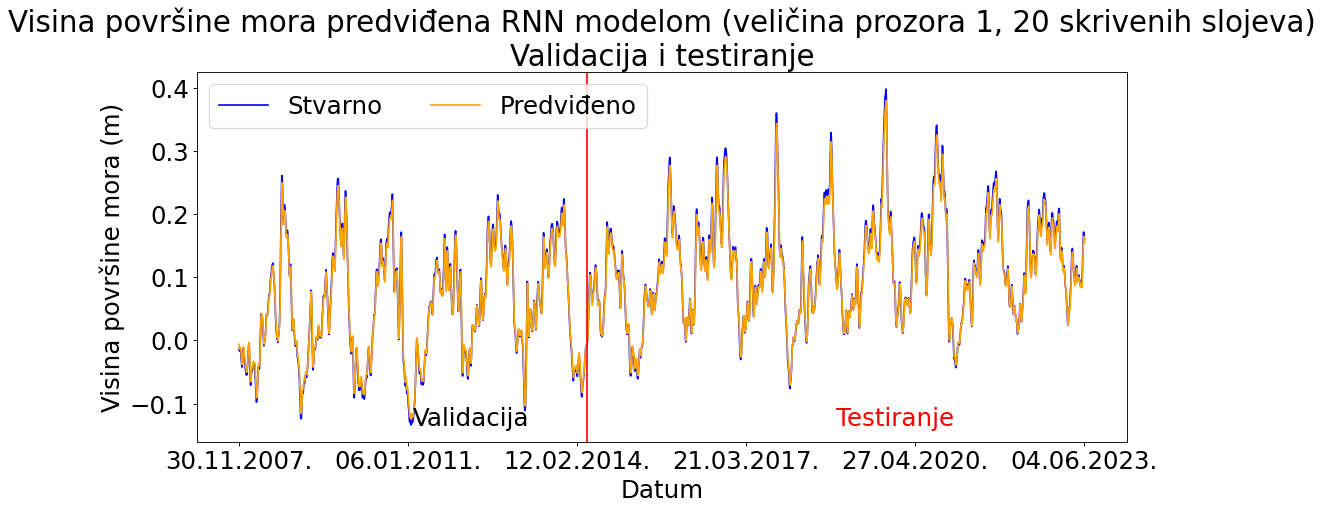 Visina površine mora predviđena RNN modelom (veličina prozora 1, 20 skrivenih slojeva)
Validacija i testiranje
Stvarno Predviđeno
Visina površine mora (m)
0.4
0.3
0.2
0.1
0.0
−0.1
Validacija Testiranje
30.11.2007. 06.01.2011. 12.02.2014. 21.03.2017. 27.04.2020. 04.06.2023.
Datum